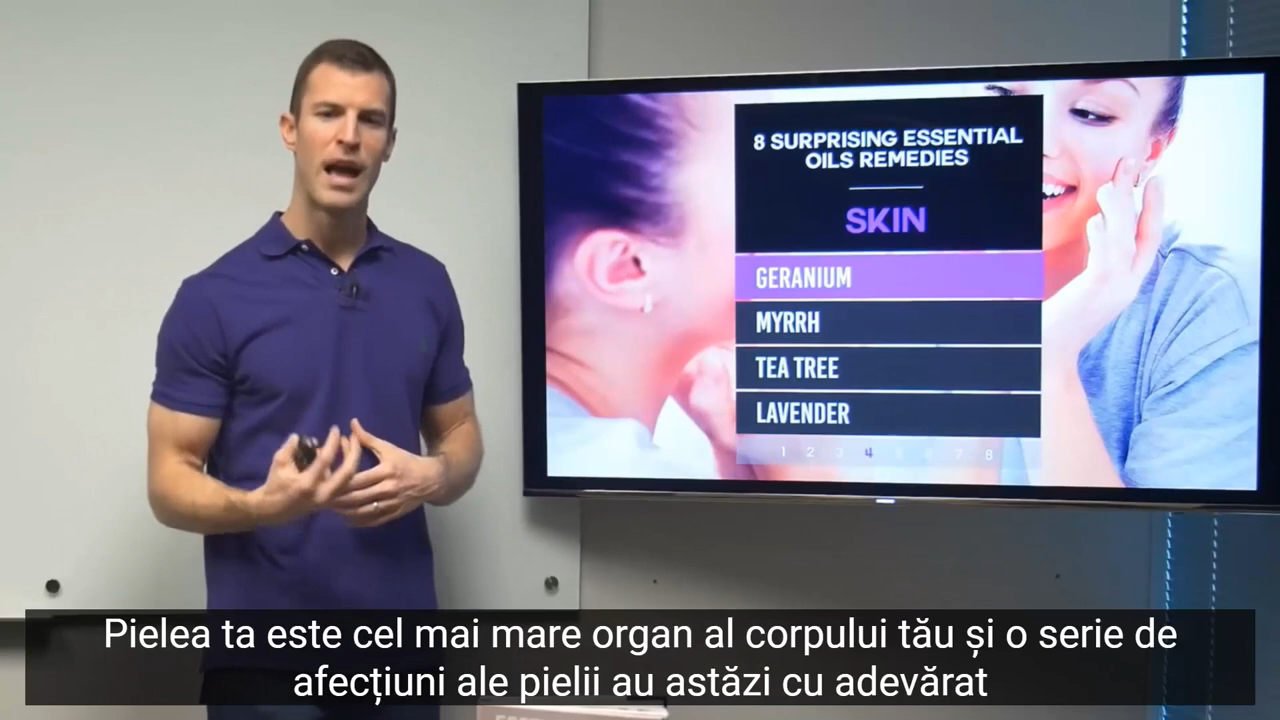 8 SURPRISING ESSENTIAL
OILS REMEDIES
SKIN
GERANIUM
MYRRH
TEA TREE
LAVENDER
1 2 3 4 5 6 7 8
Pielea ta este cel mai mare organ al corpului tău și o serie de
afecțiuni ale pielii au astăzi cu adevărat